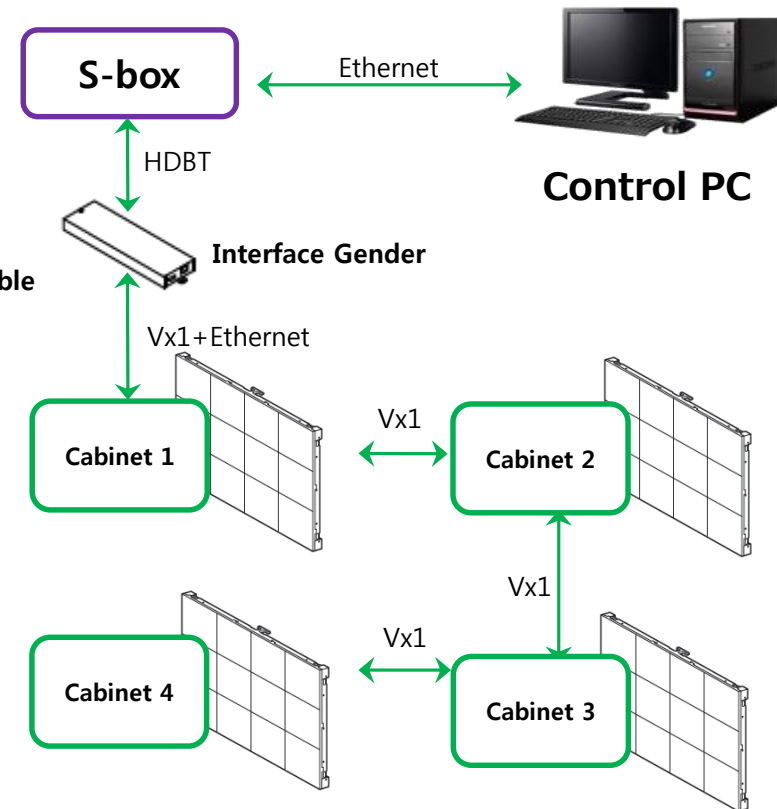 S-box
Ethernet
HDBT
Control PC
Interface Gender
Vx1+Ethernet
Cabinet 1
Vx1
Cabinet 2
Vx1
Cabinet 4
Vx1
Cabinet 3